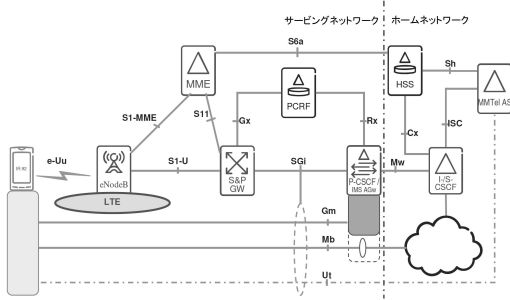 サービングネットワーク
ホームネットワーク
S6a
MME
HSS
Sh
MMTel AS
PCRF
S1-MME
S11
Gx
Rx
Cx
ISC
e-Uu
eNodeB
S1-U
S&P
GW
SGi
P-CSCF /
IMS AGw
Mw
I-/S-
CSCF
LTE
Gm
Mb
Ut